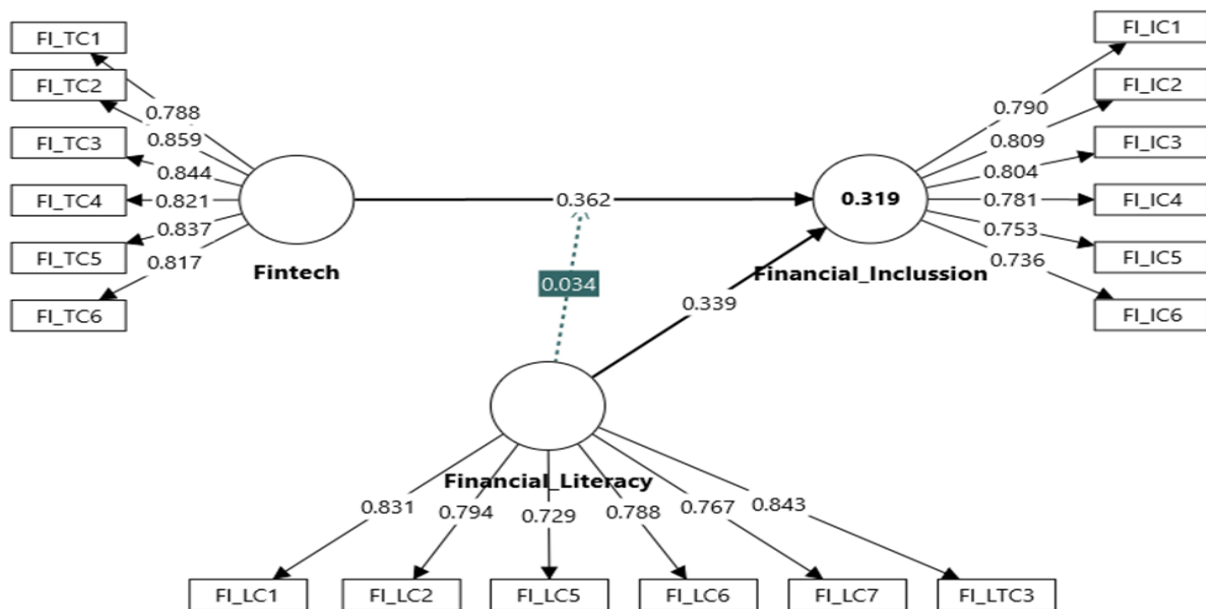 FI_TC1
FI_TC2
FI_TC3
FI_TC4
FI_TC5
FI_TC6
0.788
0.859
0.844
0.821
0.837
0.817
Fintech
0.362
0.034
0.339
0.319
Financial_Inclussion
0.790
0.809
0.804
0.781
0.753
0.736
FI_IC1
FI_IC2
FI_IC3
FI_IC4
FI_IC5
FI_IC6
Financial_Literacy
0.831
0.794
0.729
0.788
0.767
0.843
FI_LC1
FI_LC2
FI_LC5
FI_LC6
FI_LC7
FI_LTC3